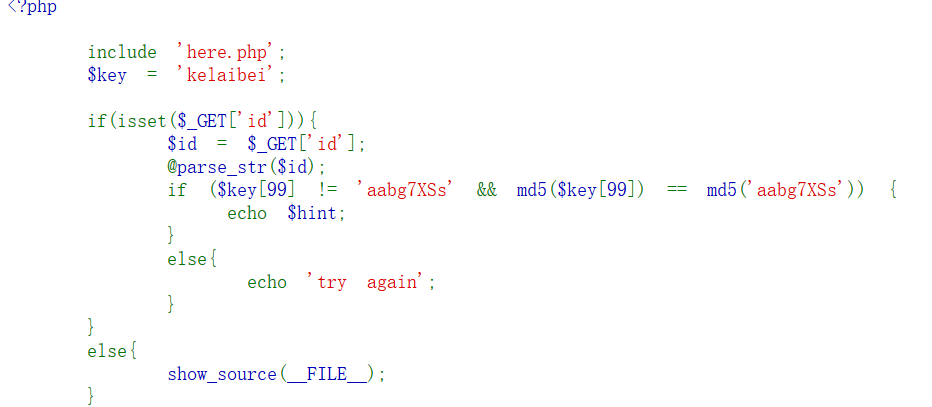 <?php
include 'here.php';
$key = 'kelaibei';
if(isset($_GET['id'])){
$id = $_GET['id'];
@parse_str($id);
if ($key[99] != 'aabg7XSs' && md5($key[99]) == md5('aabg7XSs')) {
echo $hint;
}
else{
echo 'try again';
}
}
else{
show_source(__FILE__);
}